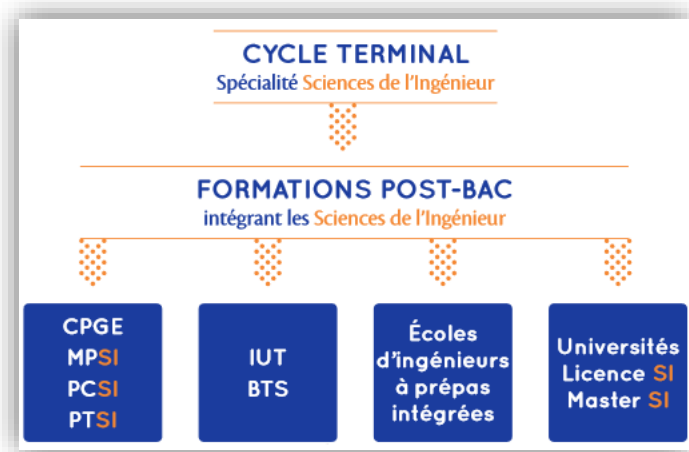 CYCLE TERMINAL
Spécialité Sciences de l'Ingénieur
FORMATIONS POST-BAC
intégrant les Sciences de l'Ingénieur
CPGE
MPSI
PCSI
PTSI
IUT
BTS
Écoles
d'ingénieurs
à prépas
intégrées
Universités
Licence SI
Master SI